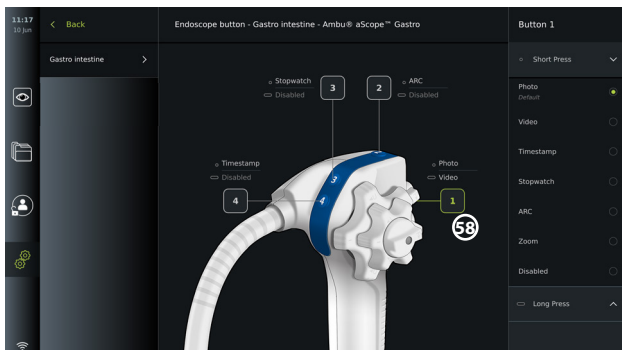 11:17
10 Jun
Back
Endoscope button - Gastro intestine - Ambu® aScope™ Gastro
Button 1
Gastro intestine
Short Press
Photo
Default
Video
Timestamp
Stopwatch
ARC
Zoom
Disabled
Long Press
Stopwatch
Disabled
3
2
ARC
Disabled
Timestamp
Disabled
4
Photo
Video
1
58
3
4